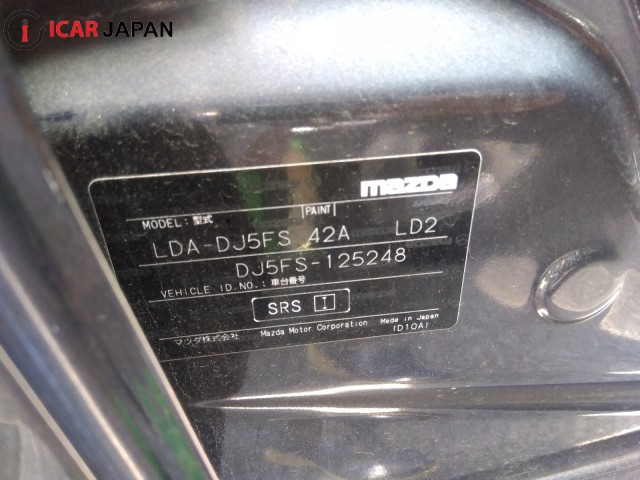 ICAR JAPAN
mazda
MODEL: 型式 PAINT
LDA-DJ5FS 42A LD2
DJ5FS-125248
VEHICLE ID.NO.: 車台番号
SRS I
マツダ株式会社 Mazda Motor Corporation Made in Japan
(D10A)